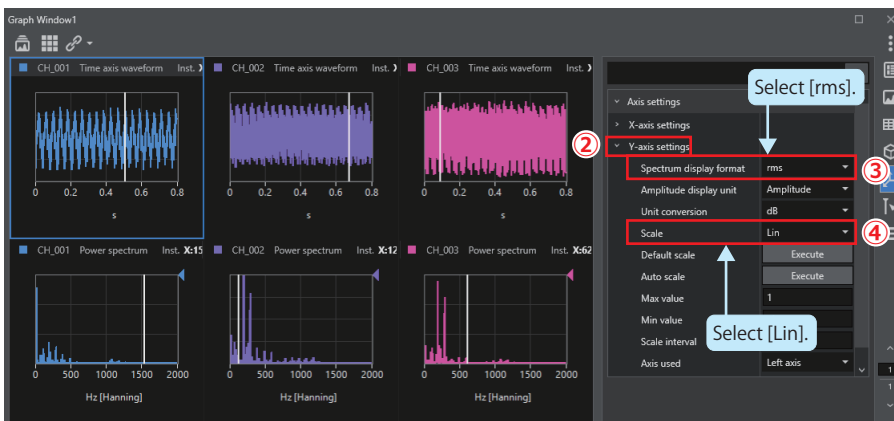 Graph Window1
CH_001 Time axis waveform Inst.
CH_002 Time axis waveform Inst.
CH_003 Time axis waveform Inst.
0 0.2 0.4 0.6 0.8
s
0 0.2 0.4 0.6 0.8
s
0 0.2 0.4 0.6 0.8
s
CH_001 Power spectrum Inst. X:15
CH_002 Power spectrum Inst. X:12
CH_003 Power spectrum Inst. X:62
0 500 1000 1500 2000
Hz [Hanning]
0 500 1000 1500 2000
Hz [Hanning]
0 500 1000 1500 2000
Hz [Hanning]
Select [rms].
Axis settings
X-axis settings
② Y-axis settings
Spectrum display format rms ③
Amplitude display unit Amplitude
Unit conversion dB
Scale Lin ④
Default scale Execute
Auto scale Execute
Max value 1
Min value
Select [Lin].
Scale interval
Axis used Left axis
1
1